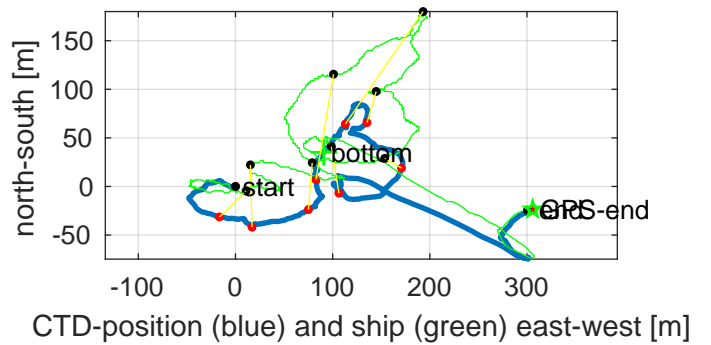 150
100
50
0
-50
north-south [m]
start
bottom
end
GPS-end
-100
0
100
200
300
CTD-position (blue) and ship (green) east-west [m]